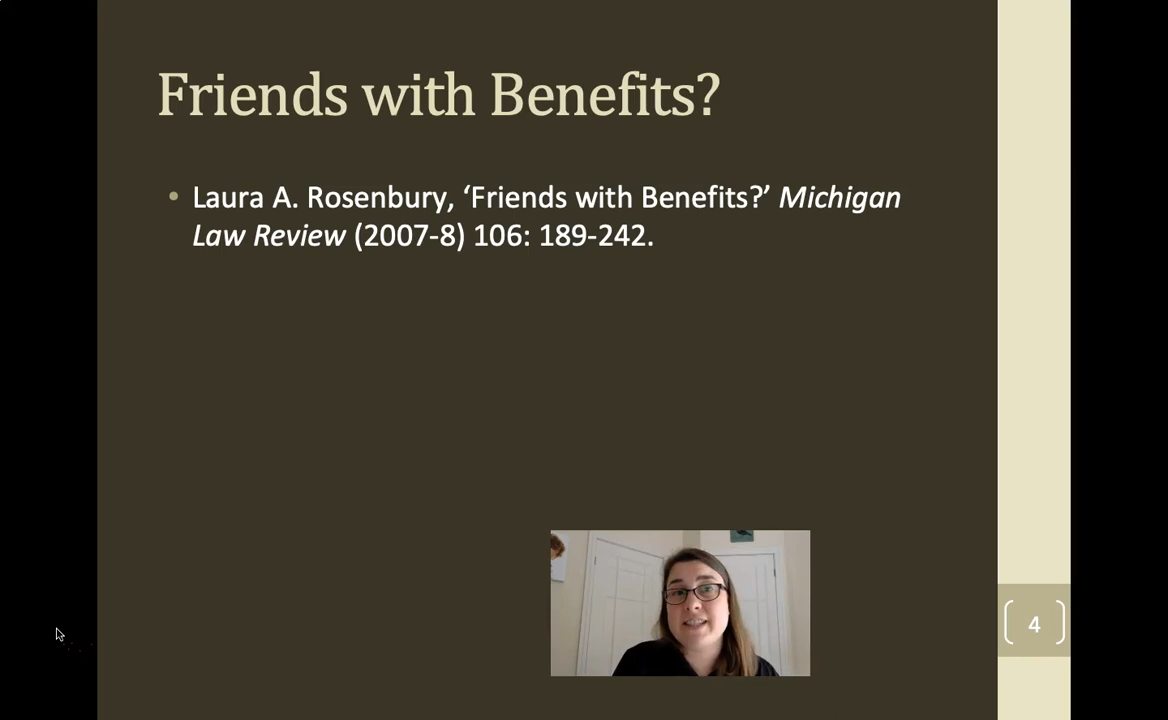 Friends with Benefits?
• Laura A. Rosenbury, ‘Friends with Benefits?’ Michigan
Law Review (2007-8) 106: 189-242.
4